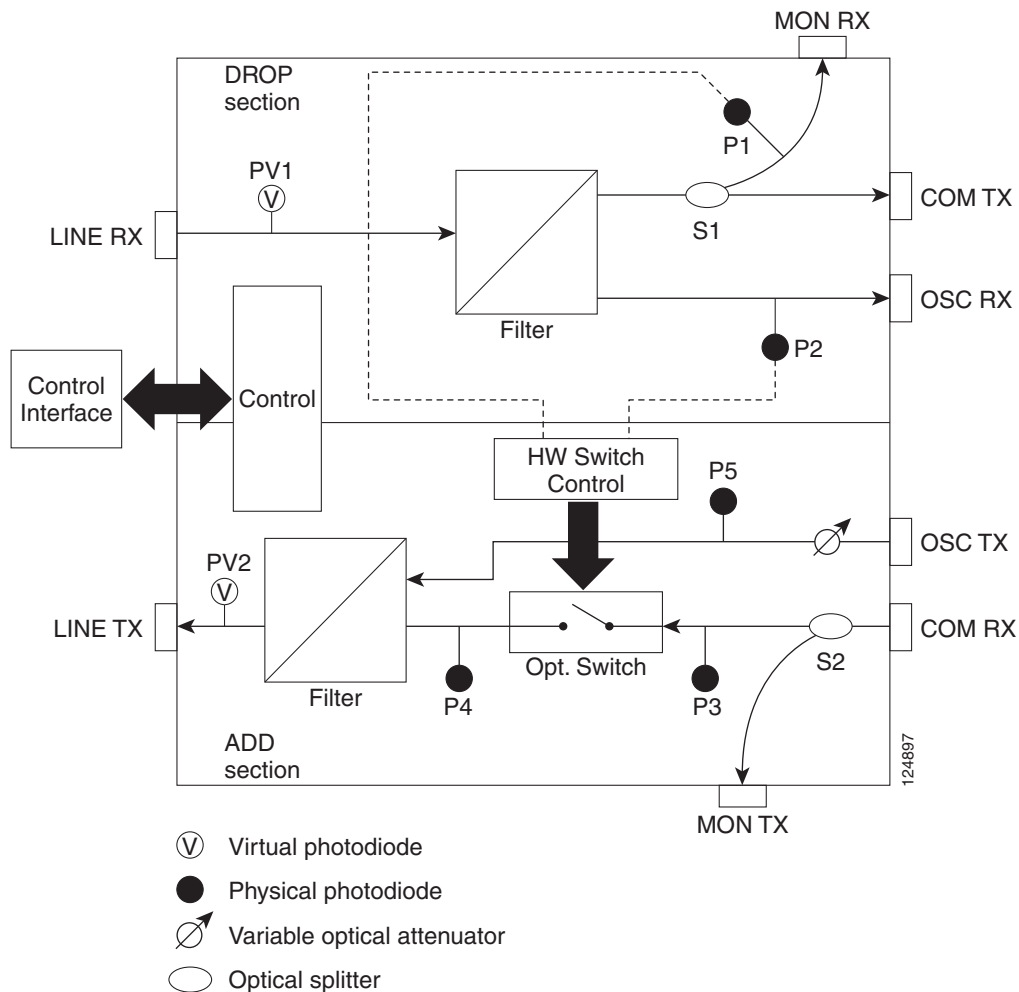 MON RX
DROP
section
P1
PV1
V
COM TX
S1
LINE RX
OSC RX
Filter
P2
Control
Interface
Control
HW Switch
Control
P5
OSC TX
PV2
V
LINE TX
COM RX
S2
Opt. Switch
Filter
P4
P3
ADD
section
124897
MON TX
V Virtual photodiode
Physical photodiode
Variable optical attenuator
Optical splitter